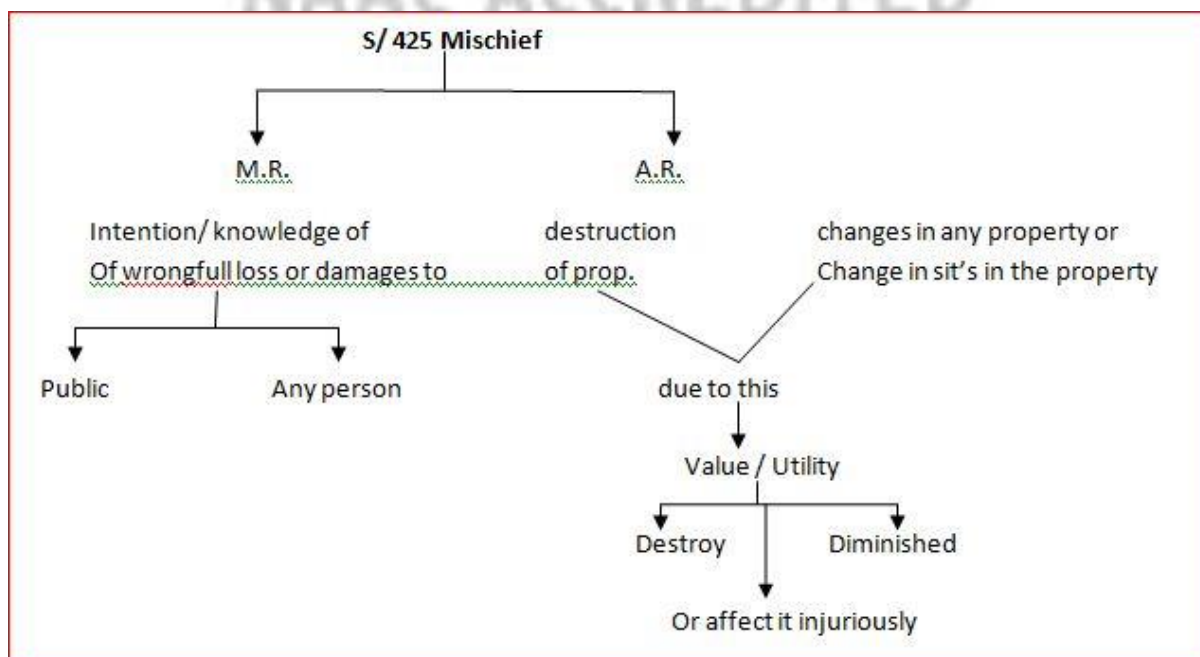 NAAC ACCREDITED
S/ 425 Mischief
M.R.
A.R.
Intention/ knowledge of
Of wrongfull loss or damages to
destruction
of prop.
changes in any property or
Change in sit's in the property
Public
Any person
due to this
Value / Utility
Destroy
Diminished
Or affect it injuriously